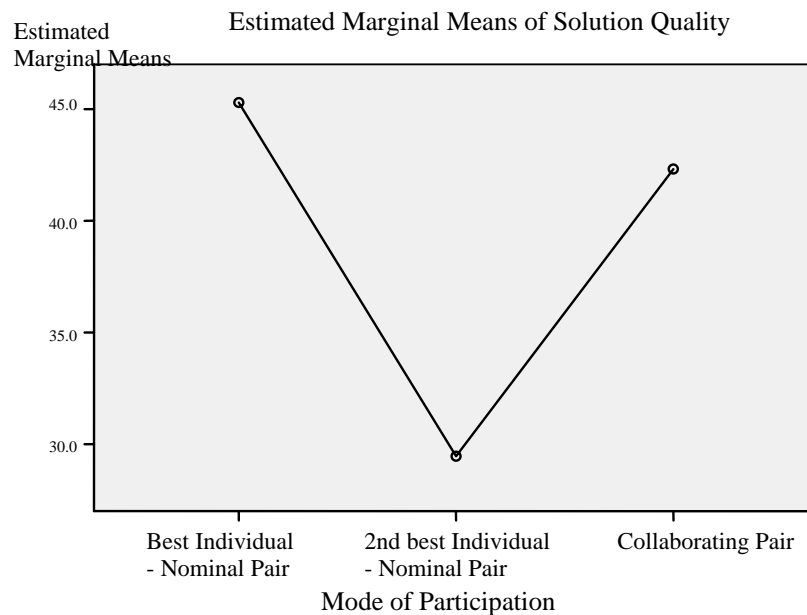 Estimated Marginal Means of Solution Quality
Estimated
Marginal Means
45.0
40.0
35.0
30.0
Best Individual
- Nominal Pair
2nd best Individual
- Nominal Pair
Collaborating Pair
Mode of Participation